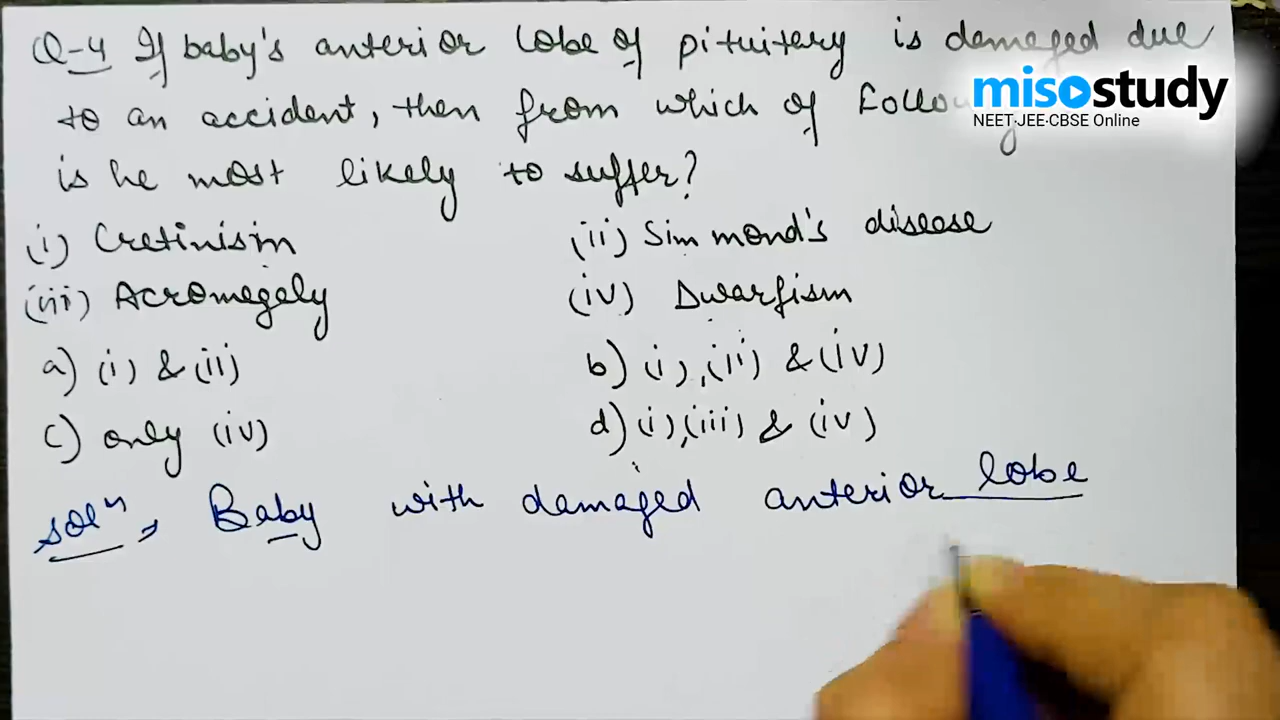 Q-4 If baby's anterior lobe of pituitery is damaged due
to an accident, then from which of
is he most likely to suffer?
(i) Cretinism (ii) Simmond's disease
(iii) Acromegely (iv) Dwarfism
a) (i) & (ii) b) (i), (ii) & (iv)
c) only (iv) d) (i), (iii) & (iv)
solⁿ, Baby with damaged anterior lobe
misostudy
NEET·JEE·CBSE Online